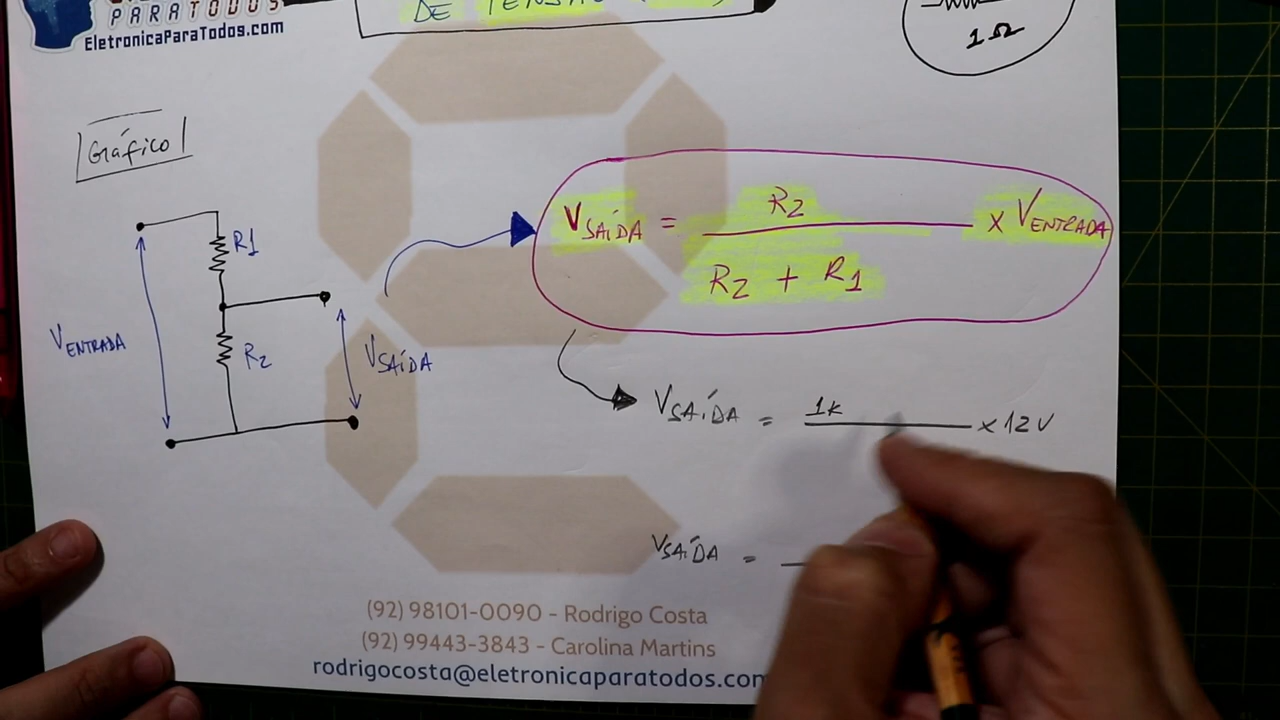 PARATODOS
EletronicaParaTodos.com
DE TENSÃO
1Ω
Gráfico
R1
R2
VENTRADA
VSAÍDA
VSAÍDA = R2 x VENTRADA
R2 + R1
VSAÍDA = 1K x 12V
VSAÍDA =
(92) 98101-0090 - Rodrigo Costa
(92) 99443-3843 - Carolina Martins
rodrigocosta@eletronicaparatodos.com